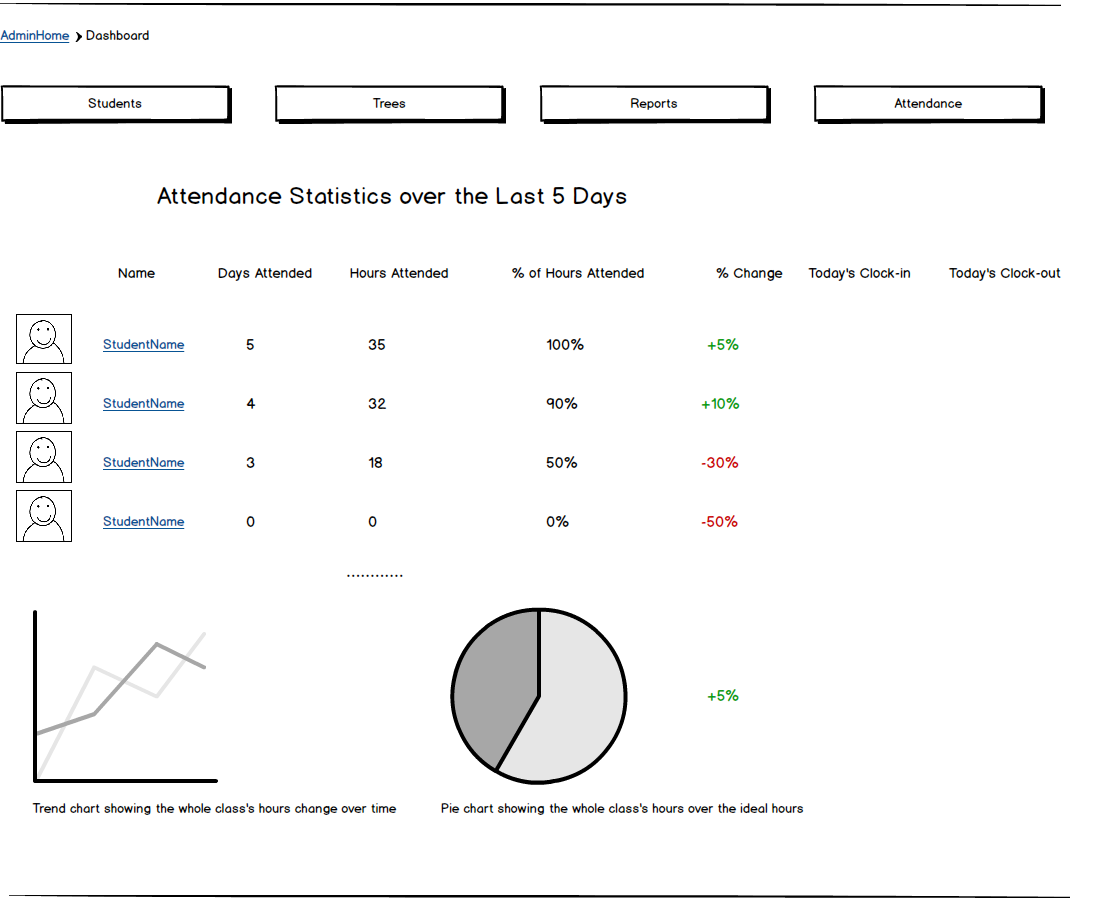 AdminHome ❯ Dashboard
Students Trees Reports Attendance
Attendance Statistics over the Last 5 Days
Name Days Attended Hours Attended % of Hours Attended % Change Today's Clock-in Today's Clock-out
StudentName 5 35 100% +5%
StudentName 4 32 90% +10%
StudentName 3 18 50% -30%
StudentName 0 0 0% -50%
............
+5%
Trend chart showing the whole class's hours change over time
Pie chart showing the whole class's hours over the ideal hours